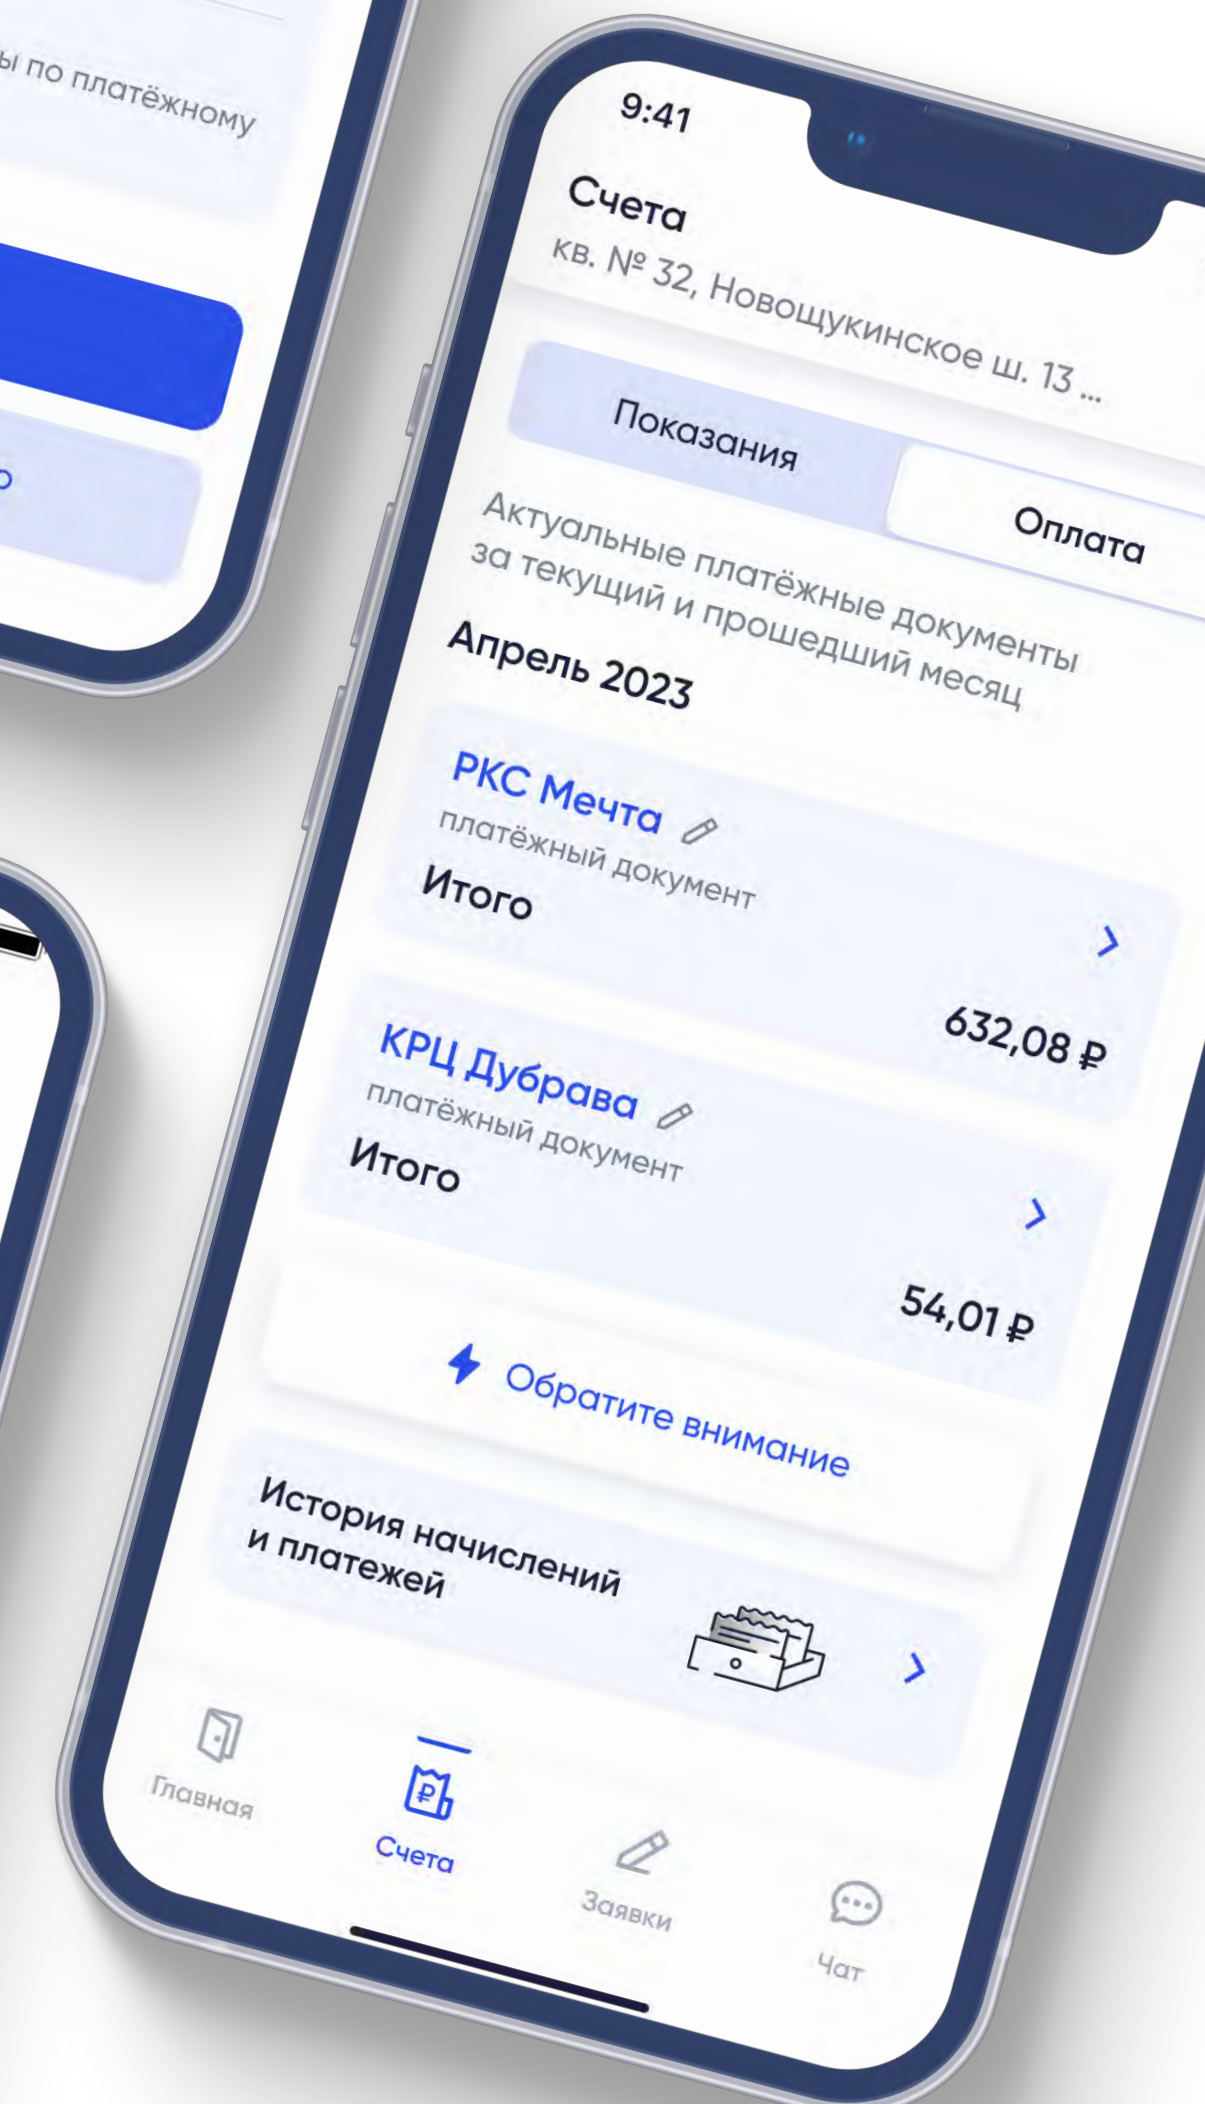 ы по платёжному
о
9:41
Счета
кв. № 32, Новощукинское ш. 13 ...
Показания
Оплата
Актуальные платёжные документы
за текущий и прошедший месяц
Апрель 2023
РКС Мечта
платёжный документ
Итого
632,08 ₽
КРЦ Дубрава
платёжный документ
Итого
54,01 ₽
Обратите внимание
История начислений
и платежей
Главная
Счета
Заявки
Чат